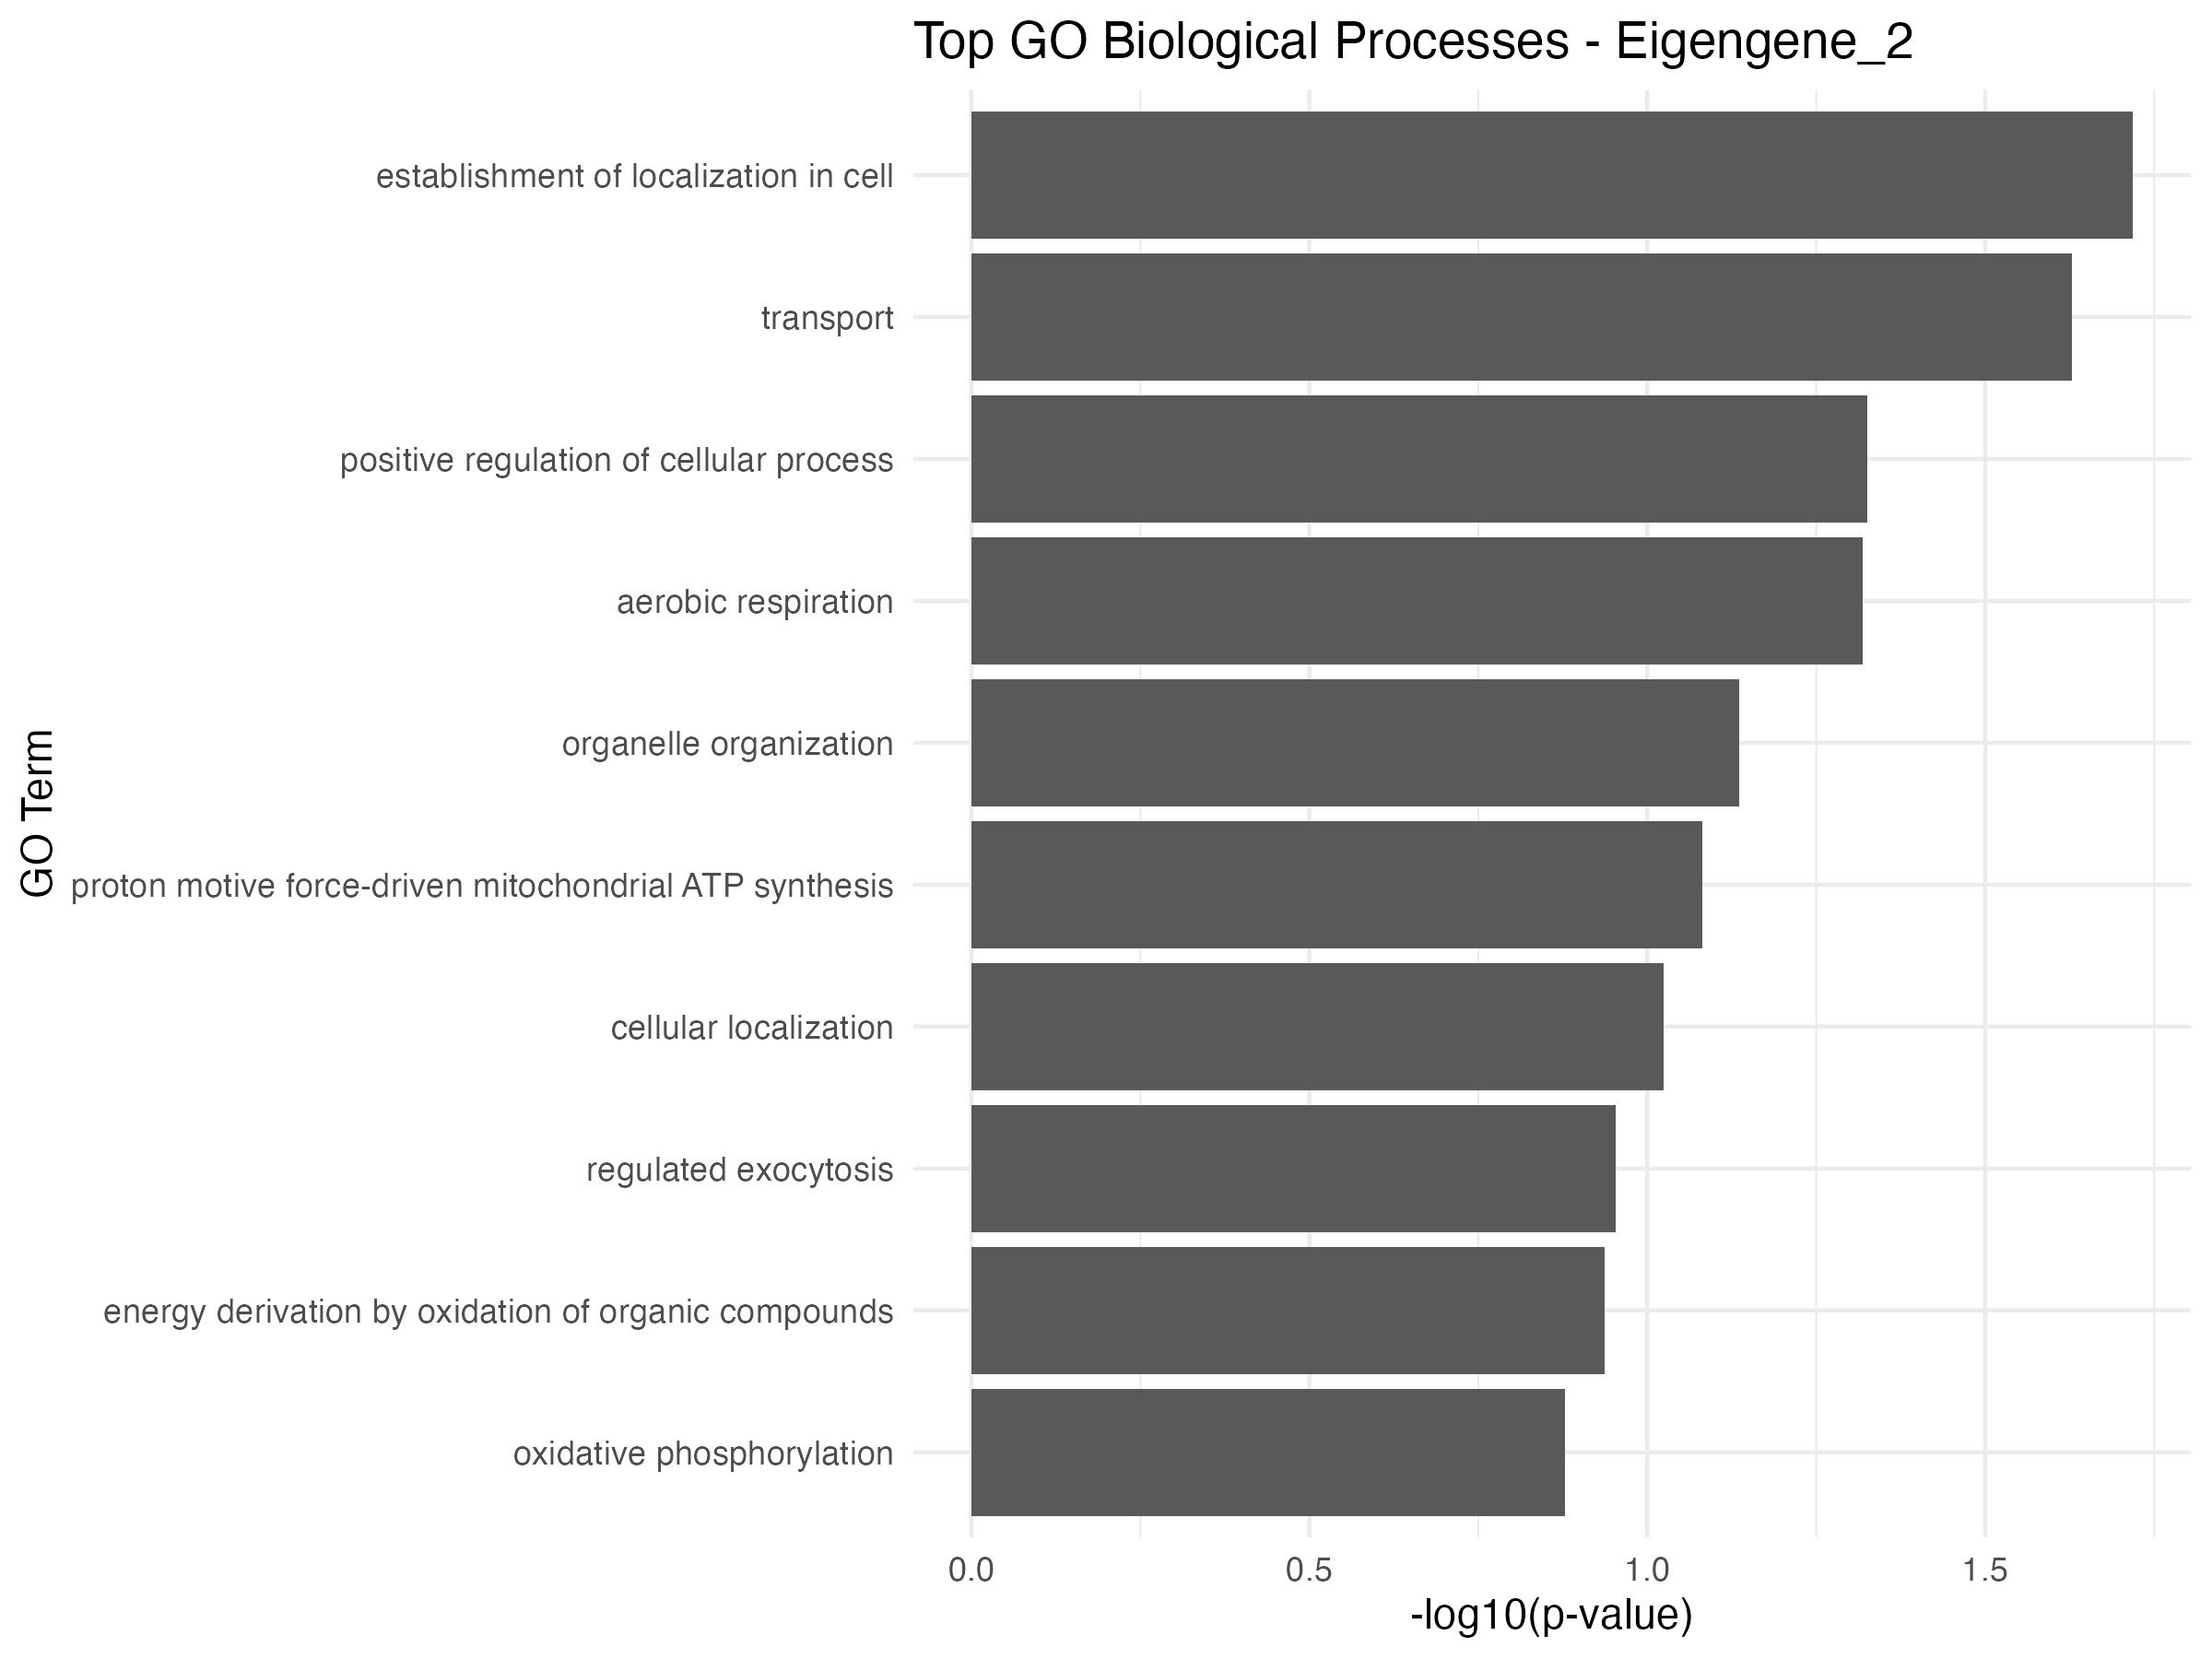 Top GO Biological Processes - Eigengene_2
establishment of localization in cell
transport
positive regulation of cellular process
aerobic respiration
organelle organization
proton motive force-driven mitochondrial ATP synthesis
cellular localization
regulated exocytosis
energy derivation by oxidation of organic compounds
oxidative phosphorylation
GO Term
0.0 0.5 1.0 1.5
-log10(p-value)